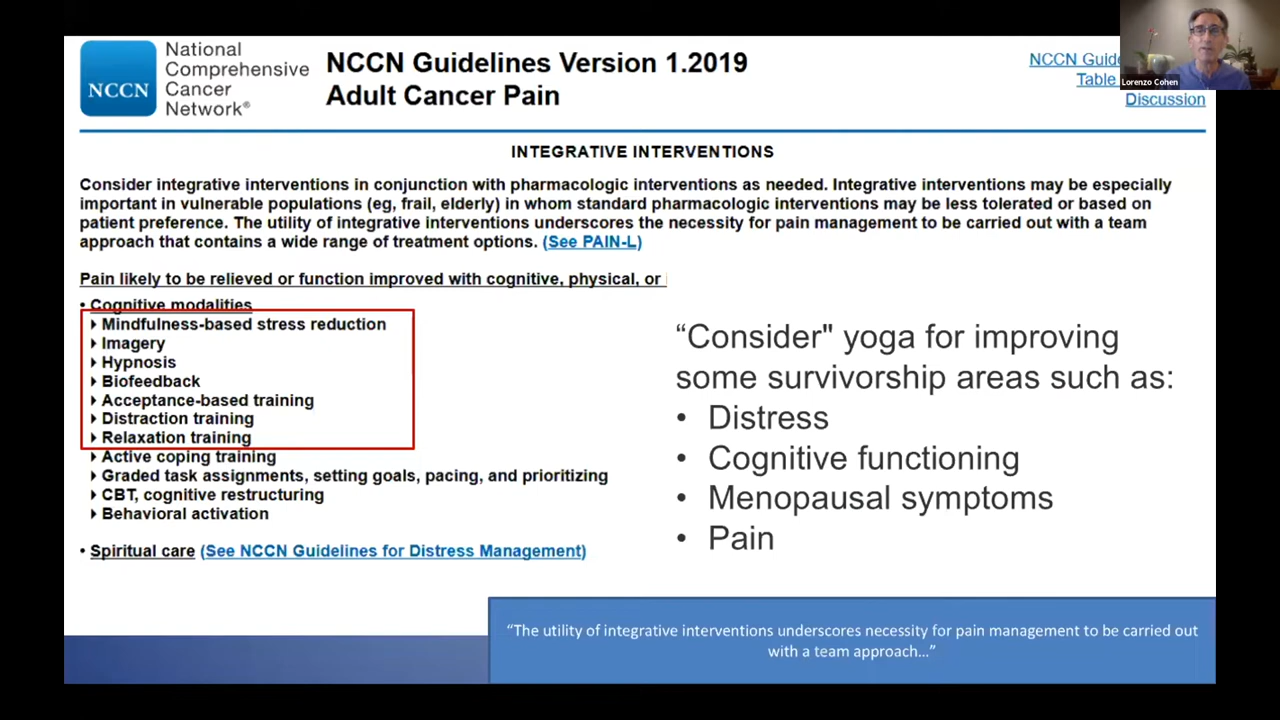 NCCN
National
Comprehensive
Cancer
Network®
NCCN Guidelines Version 1.2019
Adult Cancer Pain
NCCN Guide
Table
Discussion
Lorenzo Cohen
INTEGRATIVE INTERVENTIONS
Consider integrative interventions in conjunction with pharmacologic interventions as needed. Integrative interventions may be especially
important in vulnerable populations (eg, frail, elderly) in whom standard pharmacologic interventions may be less tolerated or based on
patient preference. The utility of integrative interventions underscores the necessity for pain management to be carried out with a team
approach that contains a wide range of treatment options. (See PAIN-L)
Pain likely to be relieved or function improved with cognitive, physical, or
• Cognitive modalities
Mindfulness-based stress reduction
Imagery
Hypnosis
Biofeedback
Acceptance-based training
Distraction training
Relaxation training
Active coping training
Graded task assignments, setting goals, pacing, and prioritizing
CBT, cognitive restructuring
Behavioral activation
• Spiritual care (See NCCN Guidelines for Distress Management)
“Consider" yoga for improving
some survivorship areas such as:
• Distress
• Cognitive functioning
• Menopausal symptoms
• Pain
“The utility of integrative interventions underscores necessity for pain management to be carried out
with a team approach…”